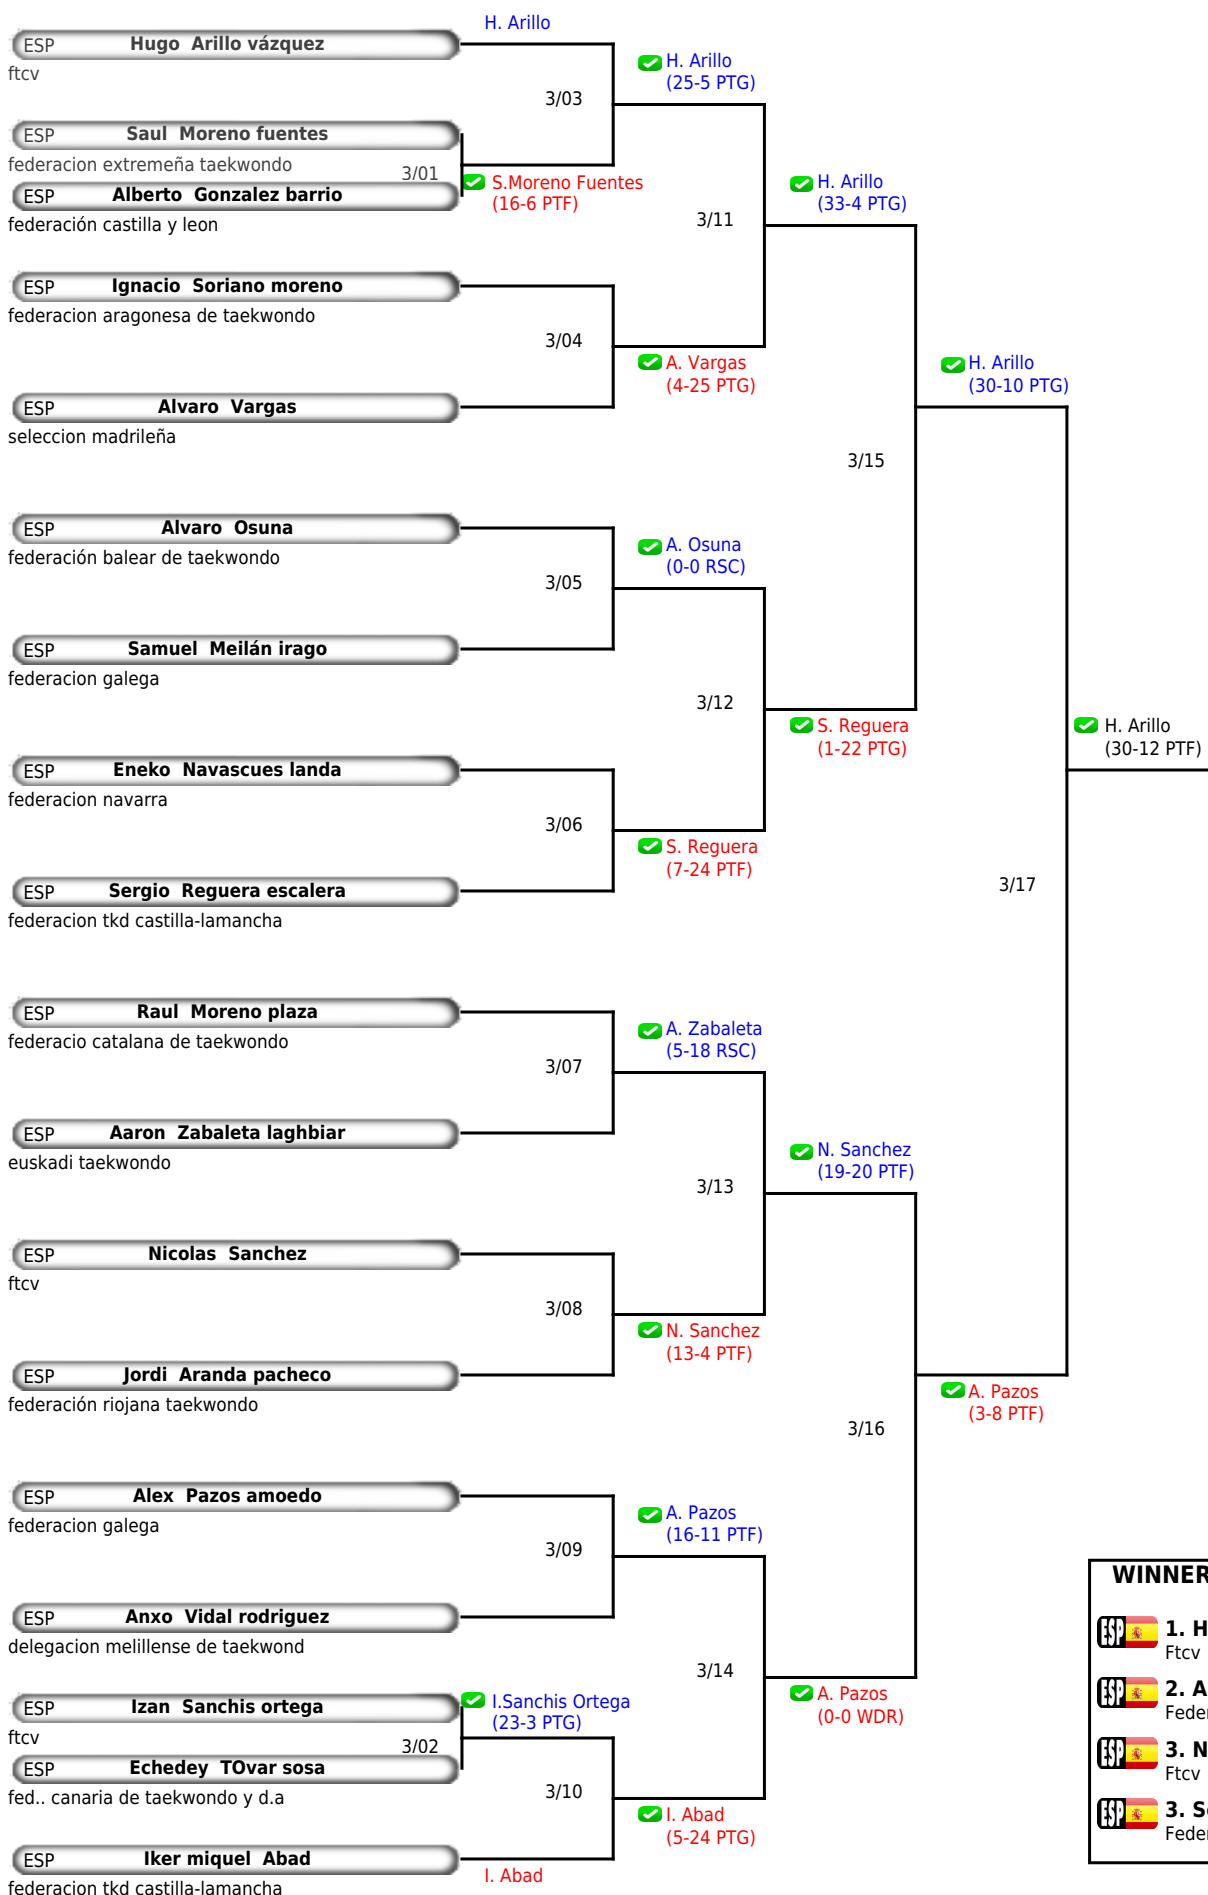 H. Arillo
ESP Hugo Arillo vázquez
ftcv
H. Arillo
(25-5 PTG)
3/03
ESP Saul Moreno fuentes
federacion extremeña taekwondo
3/01
S.Moreno Fuentes
(16-6 PTF)
ESP Alberto Gonzalez barrio
federación castilla y leon
H. Arillo
(33-4 PTG)
3/11
ESP Ignacio Soriano moreno
federacion aragonesa de taekwondo
3/04
A. Vargas
(4-25 PTG)
H. Arillo
(30-10 PTG)
ESP Alvaro Vargas
seleccion madrileña
3/15
ESP Alvaro Osuna
federación balear de taekwondo
A. Osuna
(0-0 RSC)
3/05
ESP Samuel Meilán irago
federacion galega
3/12
S. Reguera
(1-22 PTG)
H. Arillo
(30-12 PTF)
ESP Eneko Navascues landa
federacion navarra
3/06
S. Reguera
(7-24 PTF)
ESP Sergio Reguera escalera
federacion tkd castilla-lamancha
3/17
ESP Raul Moreno plaza
federacio catalana de taekwondo
A. Zabaleta
(5-18 RSC)
3/07
ESP Aaron Zabaleta laghbiar
euskadi taekwondo
N. Sanchez
(19-20 PTF)
3/13
ESP Nicolas Sanchez
ftcv
3/08
N. Sanchez
(13-4 PTF)
ESP Jordi Aranda pacheco
federación riojana taekwondo
A. Pazos
(3-8 PTF)
3/16
ESP Alex Pazos amoedo
federacion galega
A. Pazos
(16-11 PTF)
3/09
ESP Anxo Vidal rodriguez
delegacion melillense de taekwond
3/14
A. Pazos
(0-0 WDR)
ESP Izan Sanchis ortega
ftcv
I.Sanchis Ortega
(23-3 PTG)
3/02
ESP Echedey TOvar sosa
fed.. canaria de taekwondo y d.a
3/10
I. Abad
(5-24 PTG)
ESP Iker miquel Abad
federacion tkd castilla-lamancha
I. Abad
WINNER
ESP 1. H
Ftcv
ESP 2. A
Feder
ESP 3. N
Ftcv
ESP 3. Se
Feder